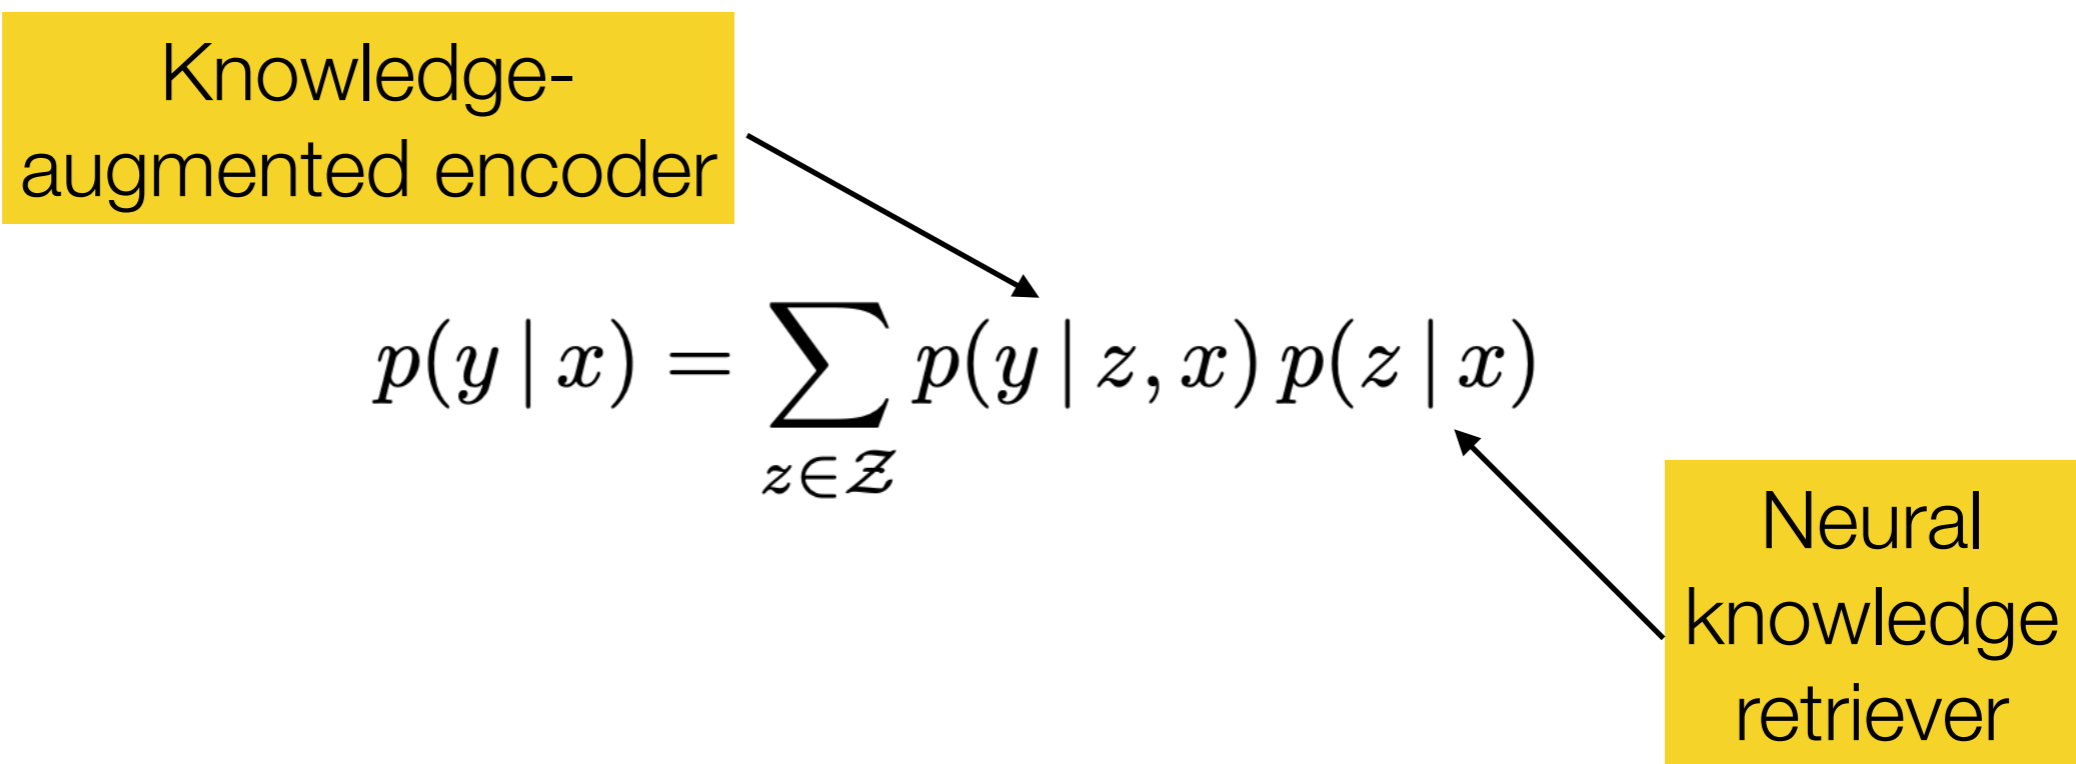 Knowledge-
augmented encoder
p(y | x) = ∑ p(y | z, x) p(z | x)
z∈𝒵
Neural
knowledge
retriever